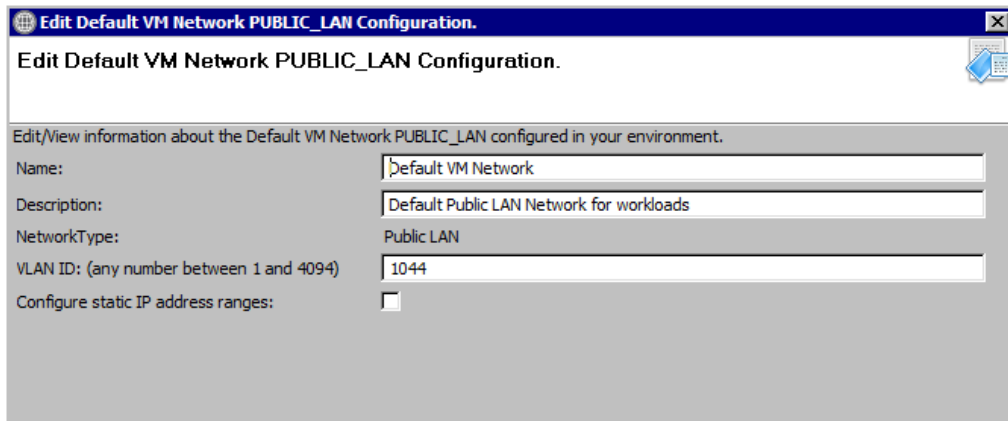 Edit Default VM Network PUBLIC_LAN Configuration.
Edit Default VM Network PUBLIC_LAN Configuration.
Edit/View information about the Default VM Network PUBLIC_LAN configured in your environment.
Name: Default VM Network
Description: Default Public LAN Network for workloads
NetworkType: Public LAN
VLAN ID: (any number between 1 and 4094) 1044
Configure static IP address ranges: